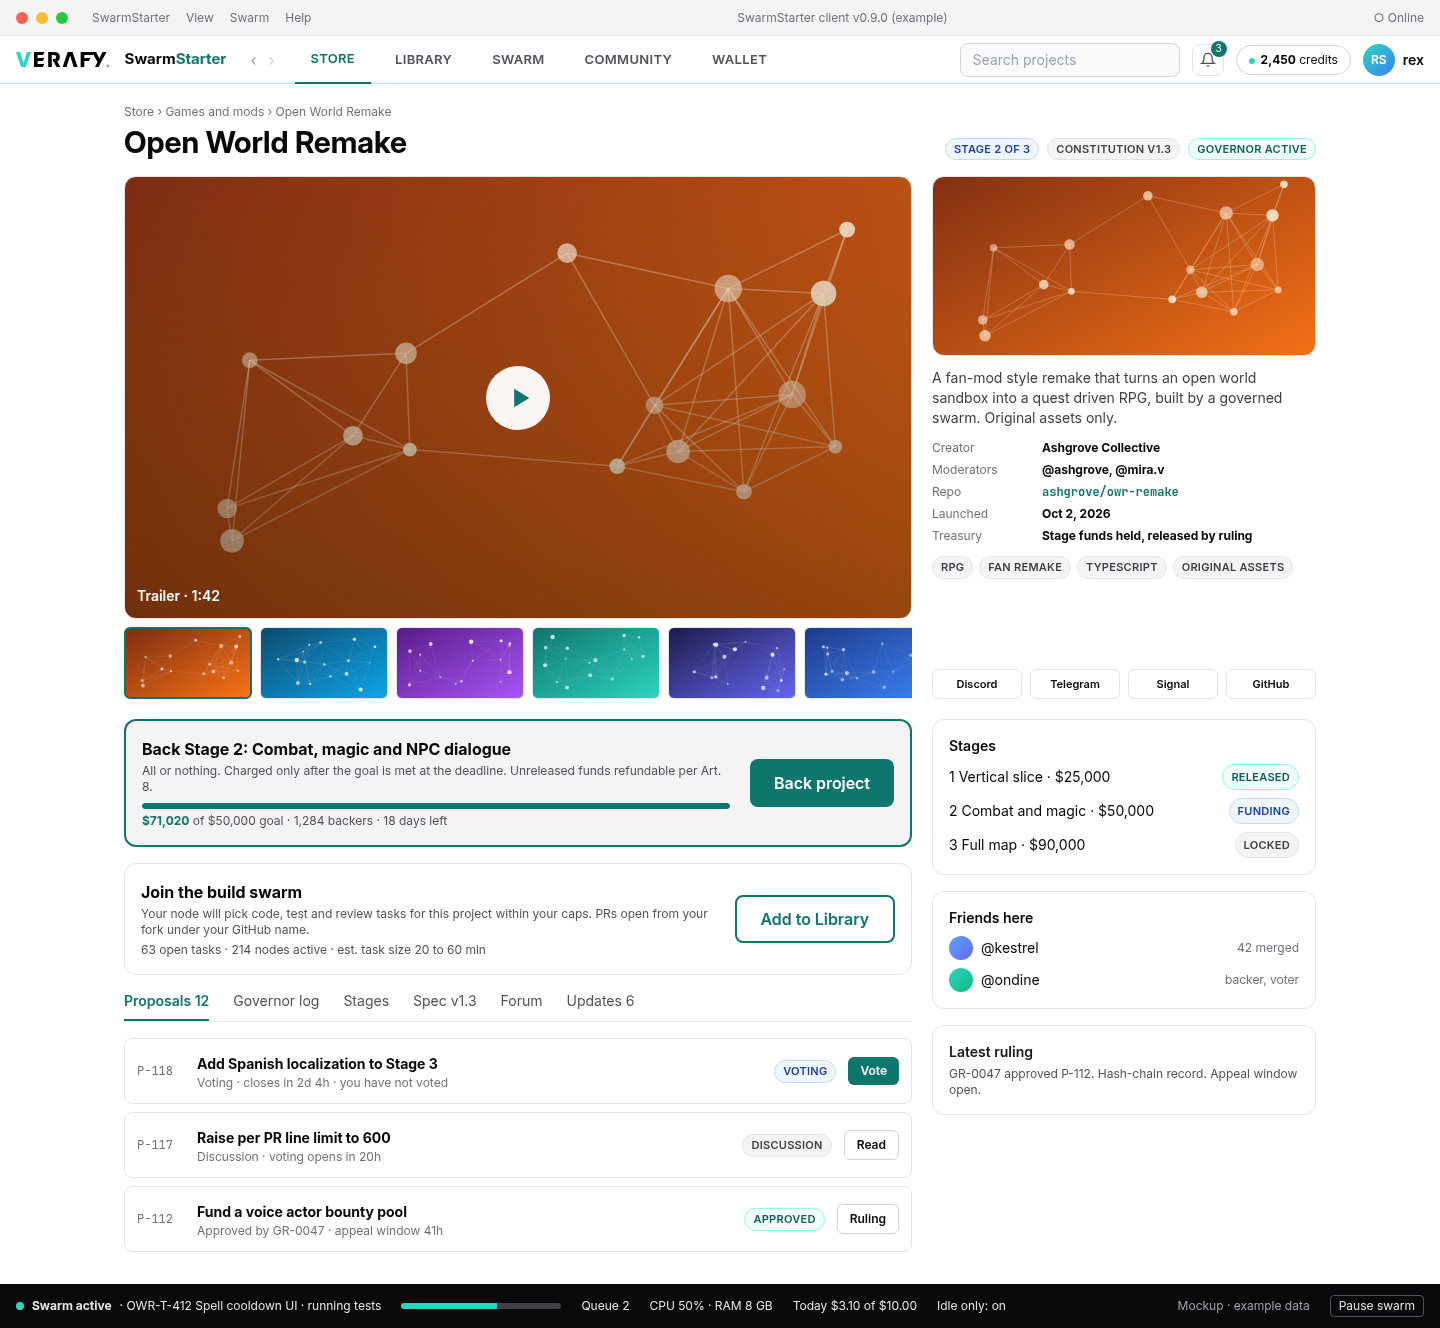 SwarmStarter View Swarm Help
SwarmStarter client v0.9.0 (example)
Online
VERAFY.
SwarmStarter
‹ ›
STORE
LIBRARY
SWARM
COMMUNITY
WALLET
Search projects
3
2,450 credits
RS
rex
Store › Games and mods › Open World Remake
Open World Remake
STAGE 2 OF 3
CONSTITUTION V1.3
GOVERNOR ACTIVE
Trailer · 1:42
A fan-mod style remake that turns an open world
sandbox into a quest driven RPG, built by a governed
swarm. Original assets only.
Creator Ashgrove Collective
Moderators @ashgrove, @mira.v
Repo ashgrove/owr-remake
Launched Oct 2, 2026
Treasury Stage funds held, released by ruling
RPG
FAN REMAKE
TYPESCRIPT
ORIGINAL ASSETS
Discord
Telegram
Signal
GitHub
Back Stage 2: Combat, magic and NPC dialogue
All or nothing. Charged only after the goal is met at the deadline. Unreleased funds refundable per Art.
8.
$71,020 of $50,000 goal · 1,284 backers · 18 days left
Back project
Join the build swarm
Your node will pick code, test and review tasks for this project within your caps. PRs open from your
fork under your GitHub name.
63 open tasks · 214 nodes active · est. task size 20 to 60 min
Add to Library
Proposals 12
Governor log
Stages
Spec v1.3
Forum
Updates 6
P-118
Add Spanish localization to Stage 3
Voting · closes in 2d 4h · you have not voted
VOTING
Vote
P-117
Raise per PR line limit to 600
Discussion · voting opens in 20h
DISCUSSION
Read
P-112
Fund a voice actor bounty pool
Approved by GR-0047 · appeal window 41h
APPROVED
Ruling
Stages
1 Vertical slice · $25,000 RELEASED
2 Combat and magic · $50,000 FUNDING
3 Full map · $90,000 LOCKED
Friends here
@kestrel 42 merged
@ondine backer, voter
Latest ruling
GR-0047 approved P-112. Hash-chain record. Appeal window
open.
Swarm active · OWR-T-412 Spell cooldown UI · running tests
Queue 2
CPU 50% · RAM 8 GB
Today $3.10 of $10.00
Idle only: on
Mockup · example data
Pause swarm